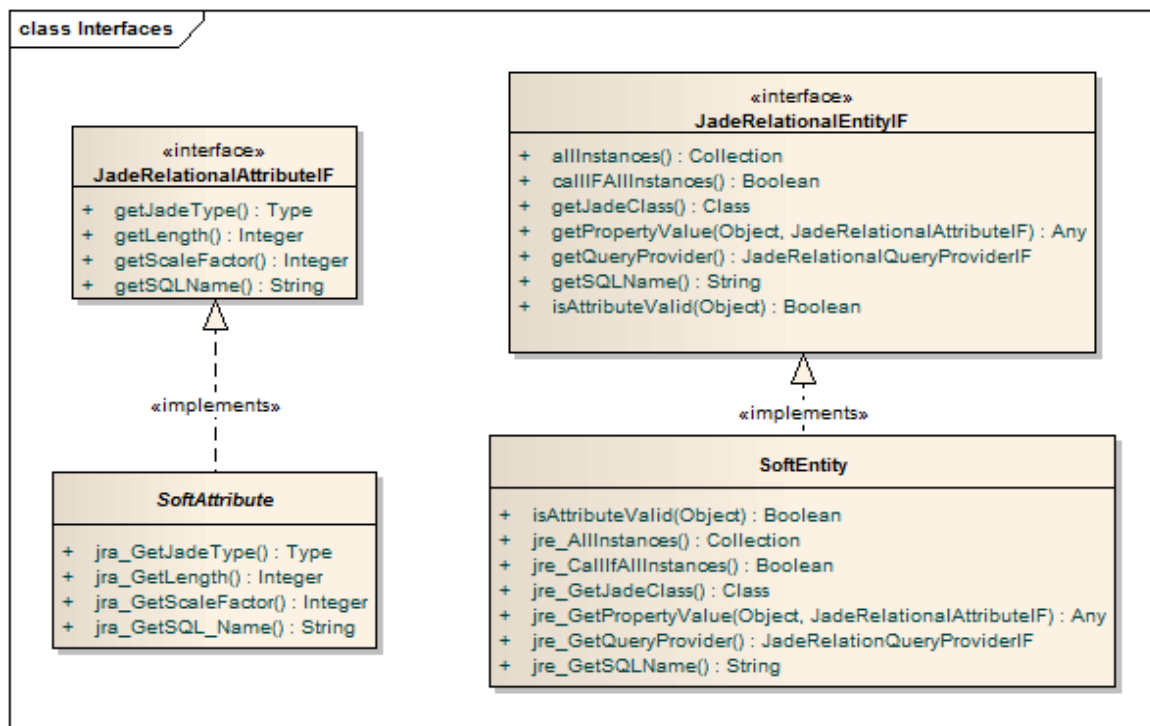 class Interfaces
«interface»
JadeRelationalAttributeIF
+ getJadeType() : Type
+ getLength() : Integer
+ getScaleFactor() : Integer
+ getSQLName() : String
«implements»
SoftAttribute
+ jra_GetJadeType() : Type
+ jra_GetLength() : Integer
+ jra_GetScaleFactor() : Integer
+ jra_GetSQL_Name() : String
«interface»
JadeRelationalEntityIF
+ allInstances() : Collection
+ callIFAllInstances() : Boolean
+ getJadeClass() : Class
+ getPropertyValue(Object, JadeRelationalAttributeIF) : Any
+ getQueryProvider() : JadeRelationalQueryProviderIF
+ getSQLName() : String
+ isAttributeValid(Object) : Boolean
«implements»
SoftEntity
+ isAttributeValid(Object) : Boolean
+ jre_AllInstances() : Collection
+ jre_CallIfAllInstances() : Boolean
+ jre_GetJadeClass() : Class
+ jre_GetPropertyValue(Object, JadeRelationalAttributeIF) : Any
+ jre_GetQueryProvider() : JadeRelationQueryProviderIF
+ jre_GetSQLName() : String